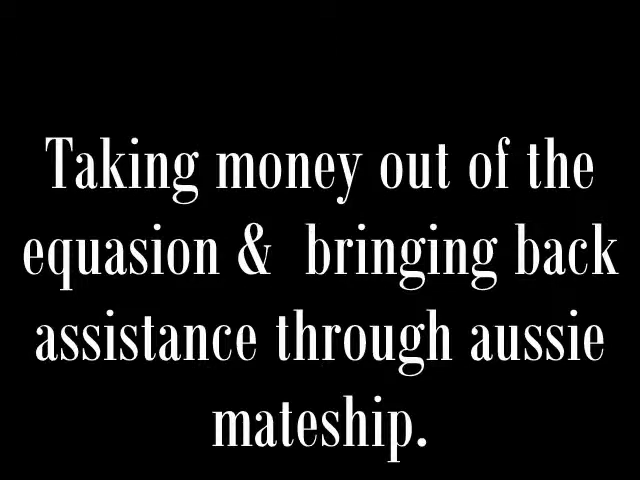 Taking money out of the
equasion & bringing back
assistance through aussie
mateship.